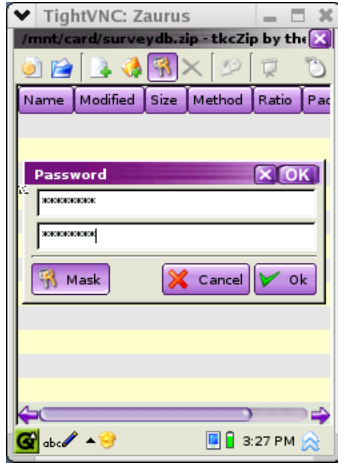 TightVNC: Zaurus
/mnt/card/surveydb.zip - tkcZip by the
Name Modified Size Method Ratio Pac
Password OK
*********
*********
Mask Cancel Ok
abc 3:27 PM